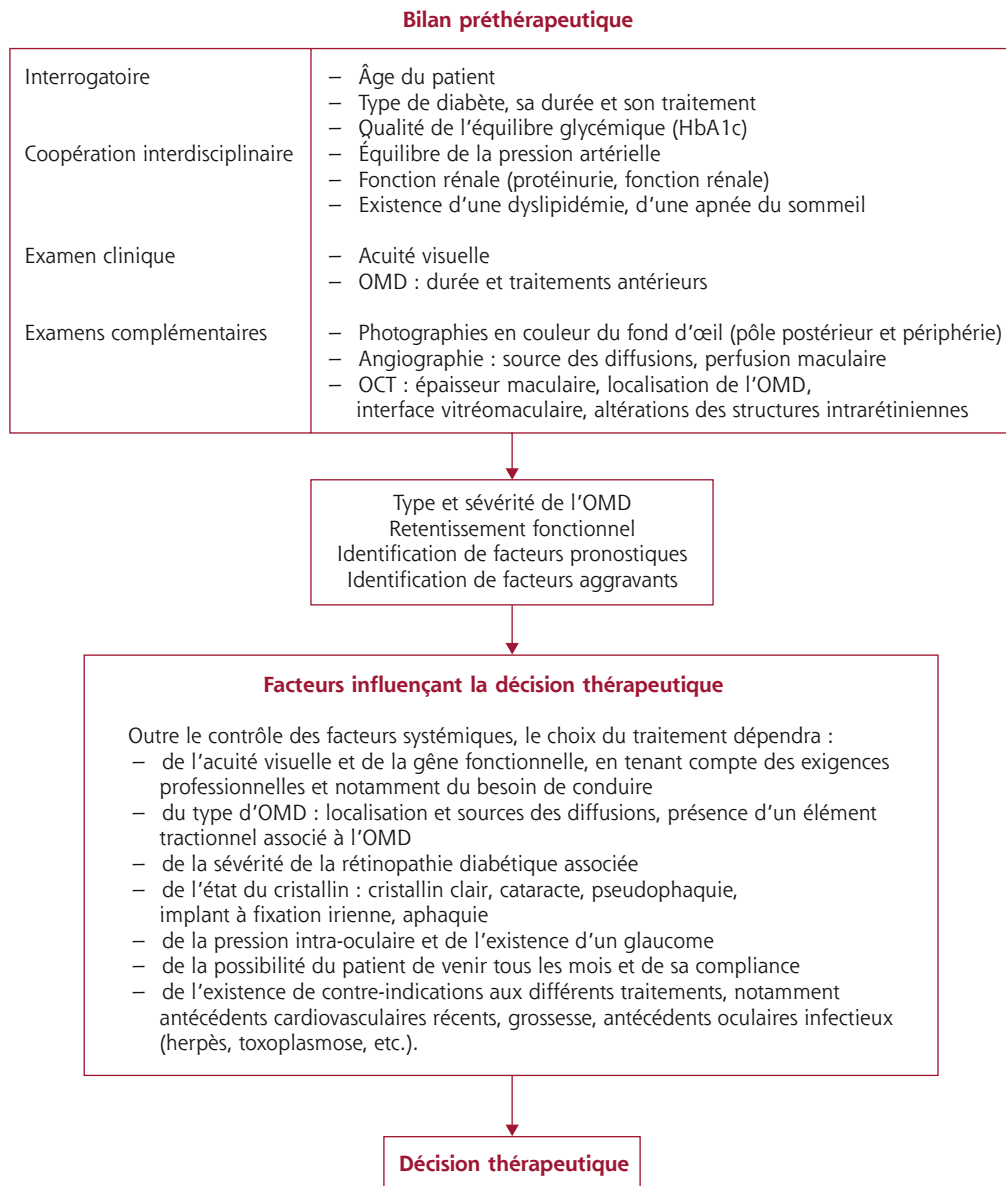 Bilan préthérapeutique
Interrogatoire
– Âge du patient
– Type de diabète, sa durée et son traitement
– Qualité de l'équilibre glycémique (HbA1c)
Coopération interdisciplinaire
– Équilibre de la pression artérielle
– Fonction rénale (protéinurie, fonction rénale)
– Existence d'une dyslipidémie, d'une apnée du sommeil
Examen clinique
– Acuité visuelle
– OMD : durée et traitements antérieurs
Examens complémentaires
– Photographies en couleur du fond d'œil (pôle postérieur et périphérie)
– Angiographie : source des diffusions, perfusion maculaire
– OCT : épaisseur maculaire, localisation de l'OMD,
interface vitréomaculaire, altérations des structures intrarétiniennes
Type et sévérité de l'OMD
Retentissement fonctionnel
Identification de facteurs pronostiques
Identification de facteurs aggravants
Facteurs influençant la décision thérapeutique
Outre le contrôle des facteurs systémiques, le choix du traitement dépendra :
– de l'acuité visuelle et de la gêne fonctionnelle, en tenant compte des exigences
professionnelles et notamment du besoin de conduire
– du type d'OMD : localisation et sources des diffusions, présence d'un élément
tractionnel associé à l'OMD
– de la sévérité de la rétinopathie diabétique associée
– de l'état du cristallin : cristallin clair, cataracte, pseudophaquie,
implant à fixation irienne, aphaquie
– de la pression intra-oculaire et de l'existence d'un glaucome
– de la possibilité du patient de venir tous les mois et de sa compliance
– de l'existence de contre-indications aux différents traitements, notamment
antécédents cardiovasculaires récents, grossesse, antécédents oculaires infectieux
(herpès, toxoplasmose, etc.).
Décision thérapeutique